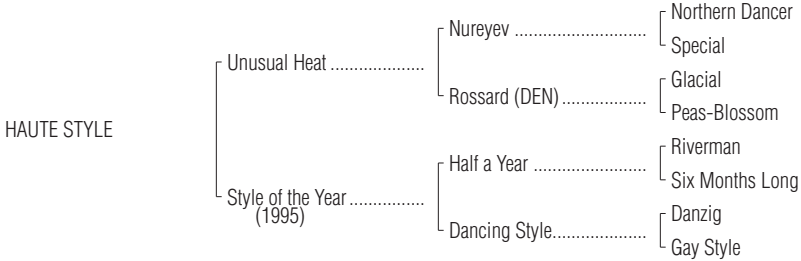 Northern Dancer
Nureyev ............................
Special
Unusual Heat ....................
Glacial
Rossard (DEN) ..................
Peas-Blossom
HAUTE STYLE
Riverman
Half a Year ........................
Six Months Long
Style of the Year ................
(1995)
Danzig
Dancing Style....................
Gay Style